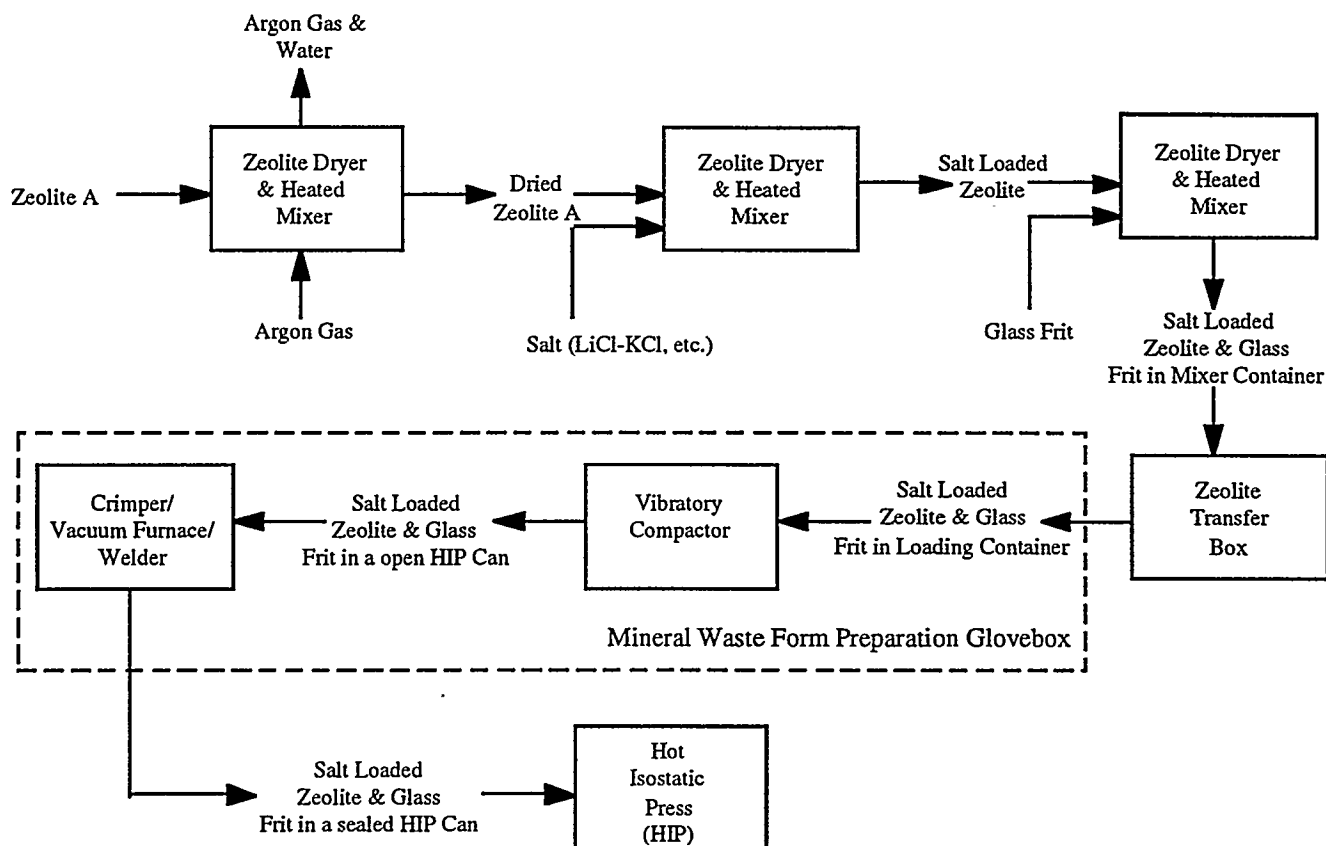 Argon Gas &
Water
Zeolite A
Zeolite Dryer
& Heated
Mixer
Argon Gas
Dried
Zeolite A
Salt (LiCl-KCl, etc.)
Zeolite Dryer
& Heated
Mixer
Salt Loaded
Zeolite
Glass Frit
Zeolite Dryer
& Heated
Mixer
Salt Loaded
Zeolite & Glass
Frit in Mixer Container
Zeolite
Transfer
Box
Salt Loaded
Zeolite & Glass
Frit in Loading Container
Vibratory
Compactor
Salt Loaded
Zeolite & Glass
Frit in a open HIP Can
Crimper/
Vacuum Furnace/
Welder
Mineral Waste Form Preparation Glovebox
Salt Loaded
Zeolite & Glass
Frit in a sealed HIP Can
Hot
Isostatic
Press
(HIP)